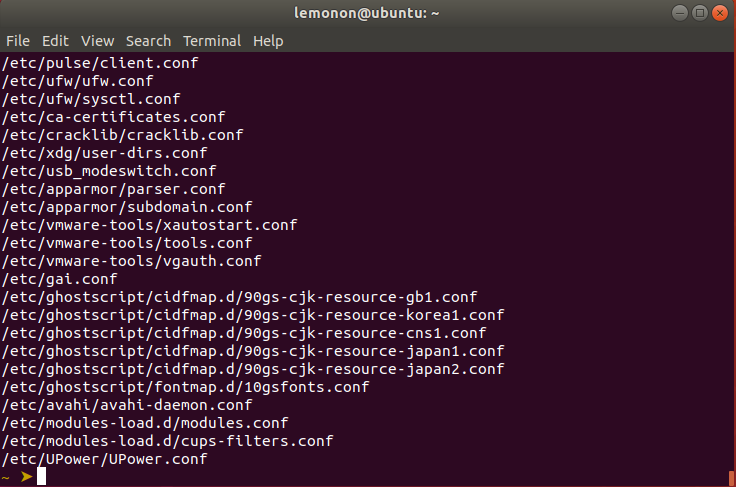 lemonon@ubuntu: ~
File Edit View Search Terminal Help
/etc/pulse/client.conf
/etc/ufw/ufw.conf
/etc/ufw/sysctl.conf
/etc/ca-certificates.conf
/etc/cracklib/cracklib.conf
/etc/xdg/user-dirs.conf
/etc/usb_modeswitch.conf
/etc/apparmor/parser.conf
/etc/apparmor/subdomain.conf
/etc/vmware-tools/xautostart.conf
/etc/vmware-tools/tools.conf
/etc/vmware-tools/vgauth.conf
/etc/gai.conf
/etc/ghostscript/cidfmap.d/90gs-cjk-resource-gb1.conf
/etc/ghostscript/cidfmap.d/90gs-cjk-resource-korea1.conf
/etc/ghostscript/cidfmap.d/90gs-cjk-resource-cns1.conf
/etc/ghostscript/cidfmap.d/90gs-cjk-resource-japan1.conf
/etc/ghostscript/cidfmap.d/90gs-cjk-resource-japan2.conf
/etc/ghostscript/fontmap.d/10gsfonts.conf
/etc/avahi/avahi-daemon.conf
/etc/modules-load.d/modules.conf
/etc/modules-load.d/cups-filters.conf
/etc/UPower/UPower.conf
~ ➤